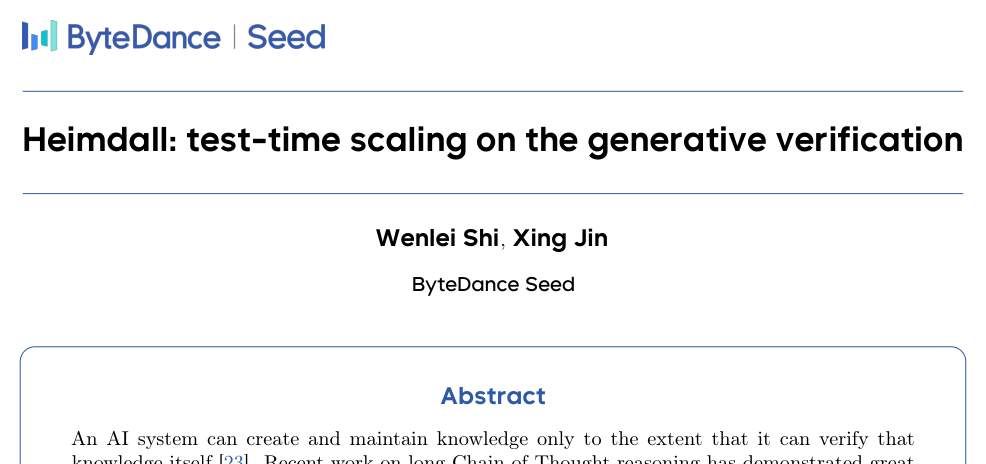 ByteDance | Seed
Heimdall: test-time scaling on the generative verification
Wenlei Shi, Xing Jin
ByteDance Seed
Abstract
An AI system can create and maintain knowledge only to the extent that it can verify that
knowledge itself [23]. Recent work on long Chain-of-Thought reasoning has demonstrated great